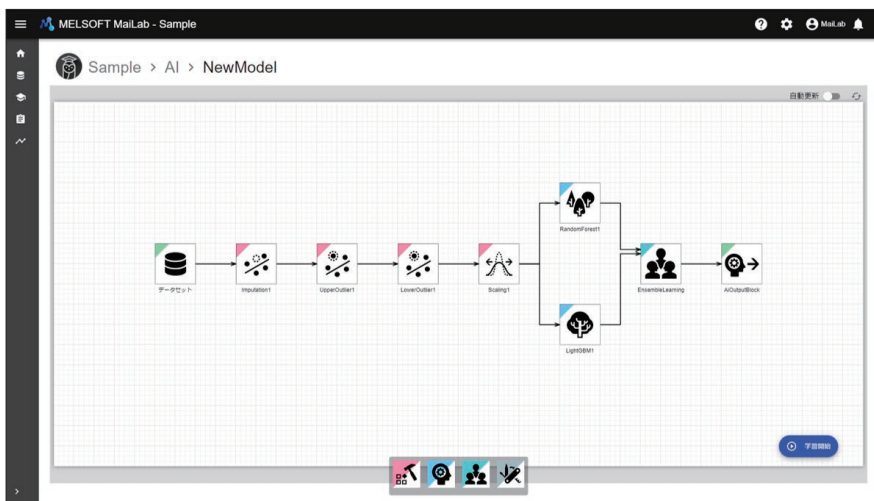 MELSOFT MaiLab - Sample
MaiLab
Sample > AI > NewModel
自動更新
RandomForest1
データセット
Imputation1
UpperOutlier1
LowerOutlier1
Scaling1
EnsembleLearning
AiOutputBlock
LightGBM1
学習開始